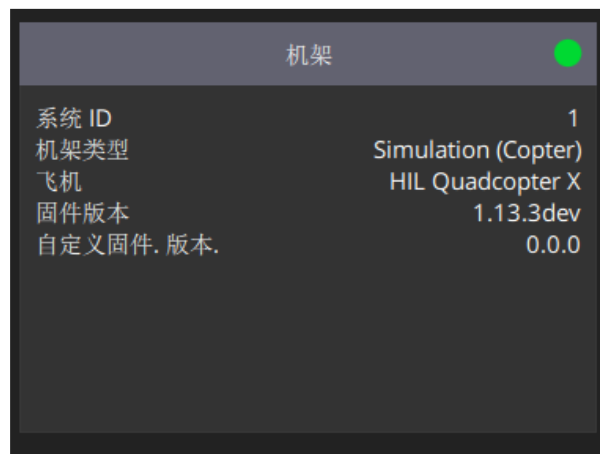 机架
系统 ID 1
机架类型 Simulation (Copter)
飞机 HIL Quadcopter X
固件版本 1.13.3dev
自定义固件. 版本. 0.0.0